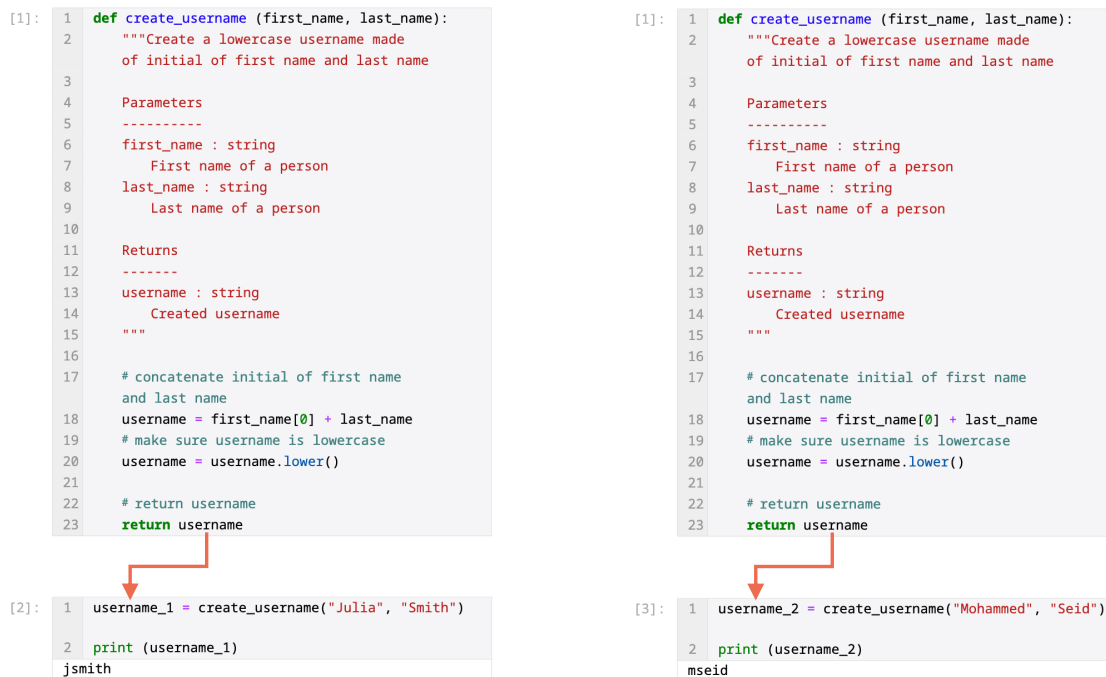 [1]:
1 def create_username (first_name, last_name):
2 """Create a lowercase username made
of initial of first name and last name
3
4 Parameters
5 ----------
6 first_name : string
7 First name of a person
8 last_name : string
9 Last name of a person
10
11 Returns
12 -------
13 username : string
14 Created username
15 """
16
17 # concatenate initial of first name
and last name
18 username = first_name[0] + last_name
19 # make sure username is lowercase
20 username = username.lower()
21
22 # return username
23 return username
[2]:
1 username_1 = create_username("Julia", "Smith")
2 print (username_1)
jsmith
[1]:
1 def create_username (first_name, last_name):
2 """Create a lowercase username made
of initial of first name and last name
3
4 Parameters
5 ----------
6 first_name : string
7 First name of a person
8 last_name : string
9 Last name of a person
10
11 Returns
12 -------
13 username : string
14 Created username
15 """
16
17 # concatenate initial of first name
and last name
18 username = first_name[0] + last_name
19 # make sure username is lowercase
20 username = username.lower()
21
22 # return username
23 return username
[3]:
1 username_2 = create_username("Mohammed", "Seid")
2 print (username_2)
mseid